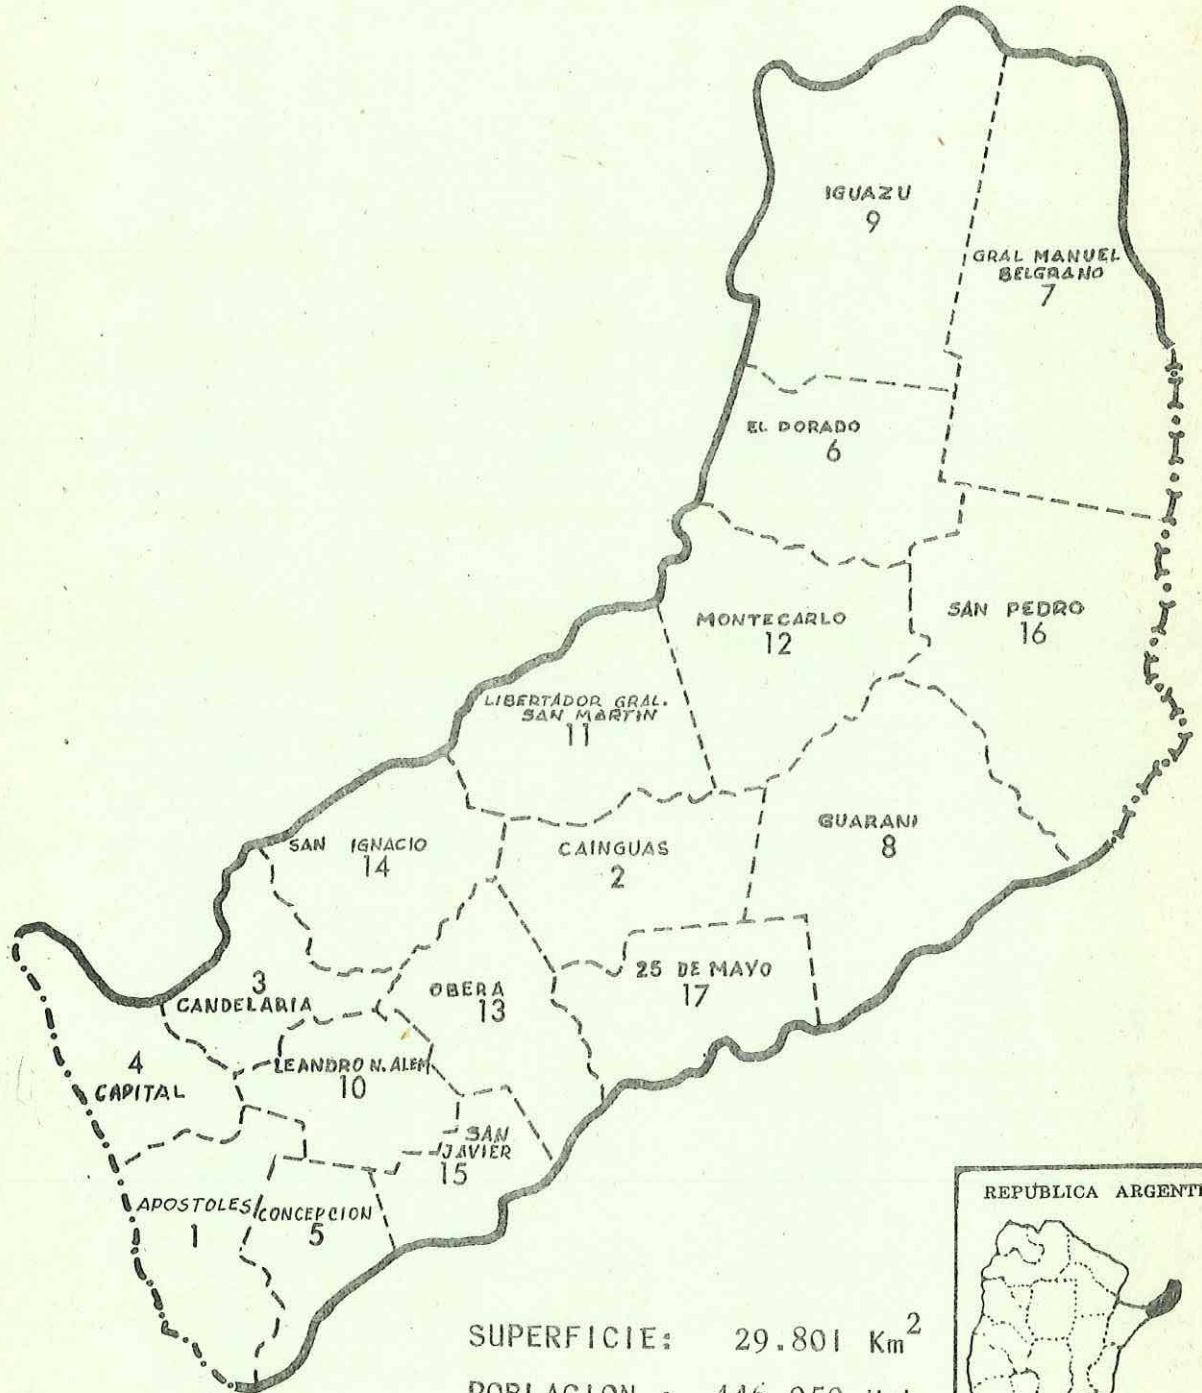 IGUAZU
9
GRAL MANUEL
BELGRANO
7
EL DORADO
6
MONTECARLO
12
SAN PEDRO
16
LIBERTADOR GRAL.
SAN MARTIN
11
SAN IGNACIO
14
CAINGUAS
2
GUARANI
8
3
CANDELARIA
OBERA
13
25 DE MAYO
17
4
CAPITAL
LEANDRO N. ALEM
10
SAN
JAVIER
15
APOSTOLES
1
CONCEPCION
5
REPUBLICA ARGENTI
SUPERFICIE: 29.801 Km²